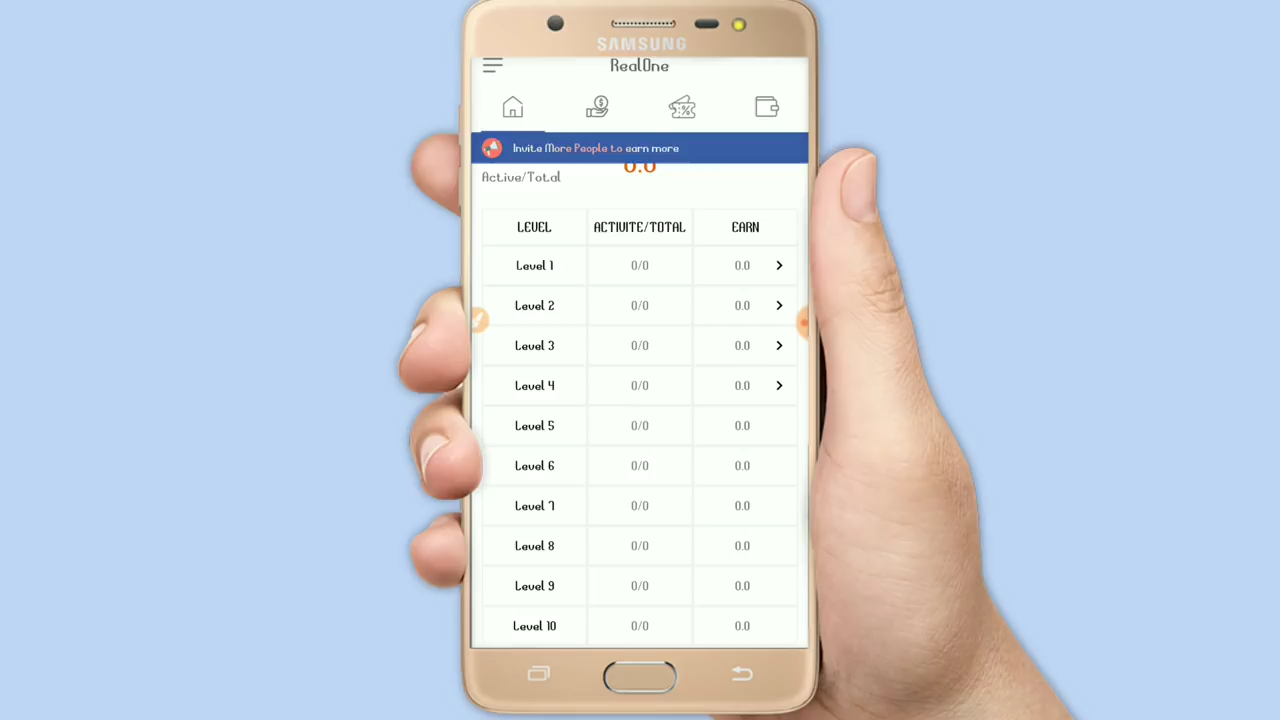 SAMSUNG
RealOne
Invite More People to earn more
0.0
Active/Total
LEVEL ACTIVITE/TOTAL EARN
Level 1 0/0 0.0
Level 2 0/0 0.0
Level 3 0/0 0.0
Level 4 0/0 0.0
Level 5 0/0 0.0
Level 6 0/0 0.0
Level 7 0/0 0.0
Level 8 0/0 0.0
Level 9 0/0 0.0
Level 10 0/0 0.0